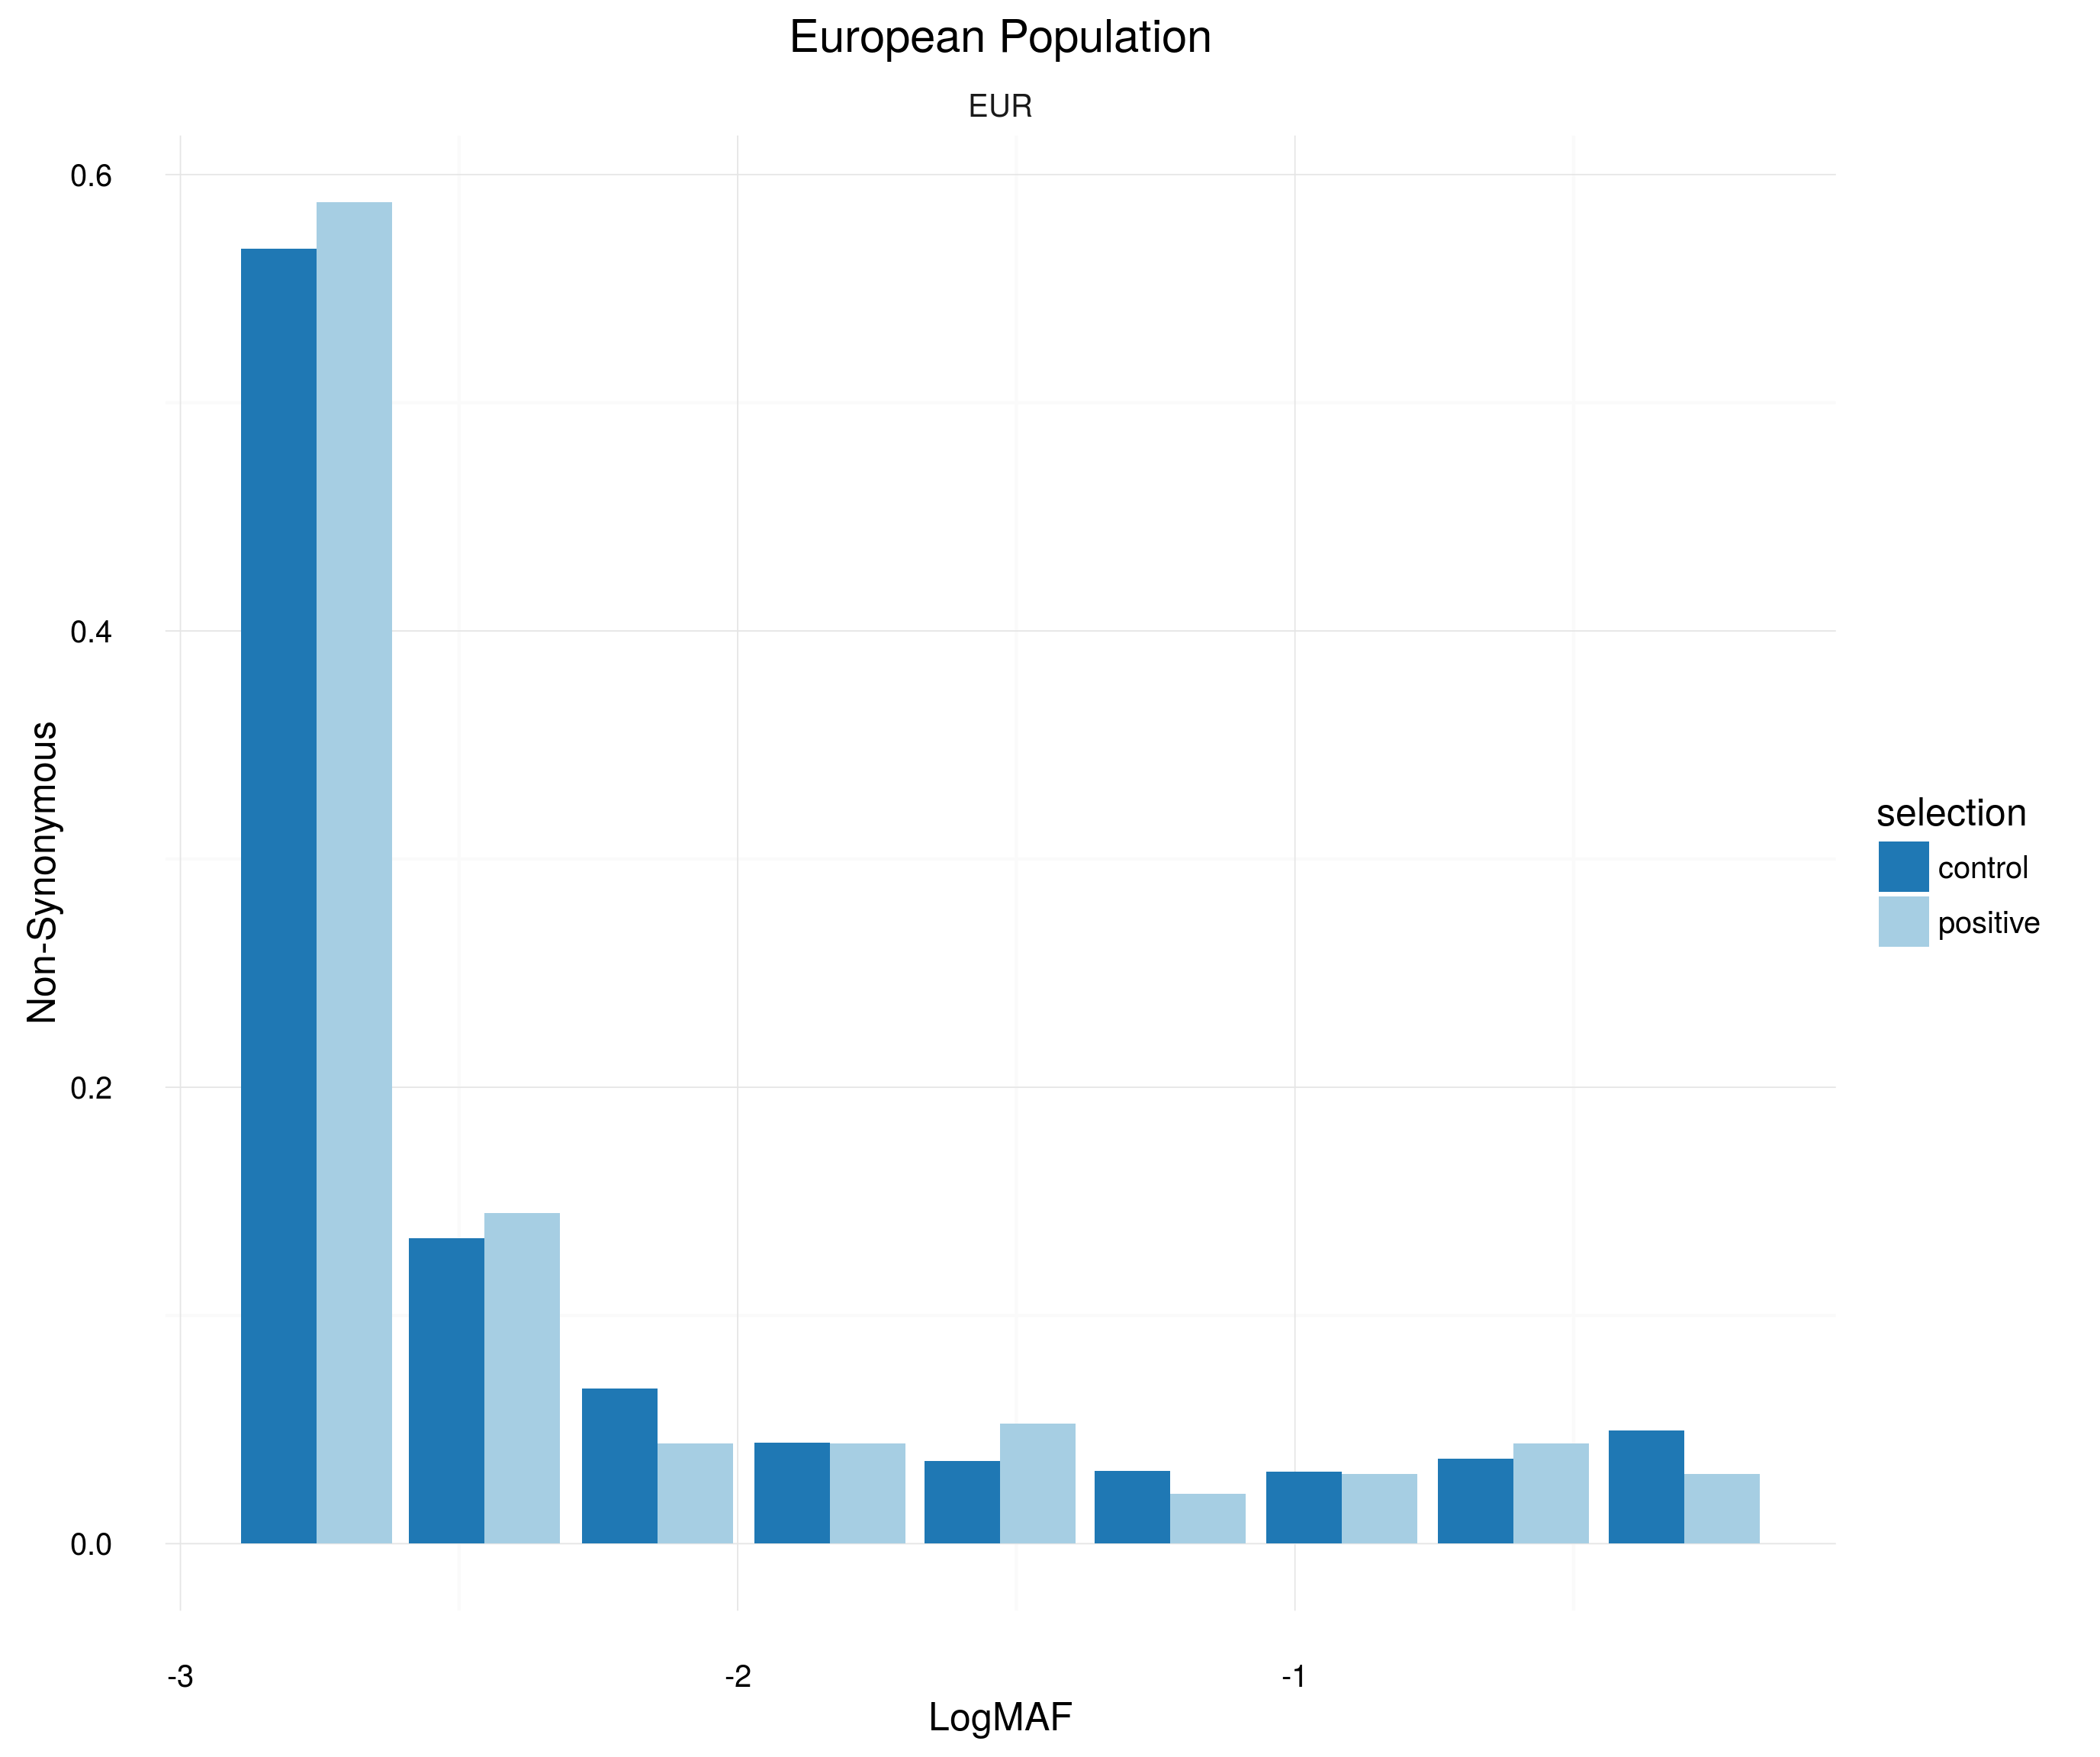 European Population
EUR
0.6
0.4
0.2
0.0
Non-Synonymous
-3
-2
-1
LogMAF
selection
control
positive